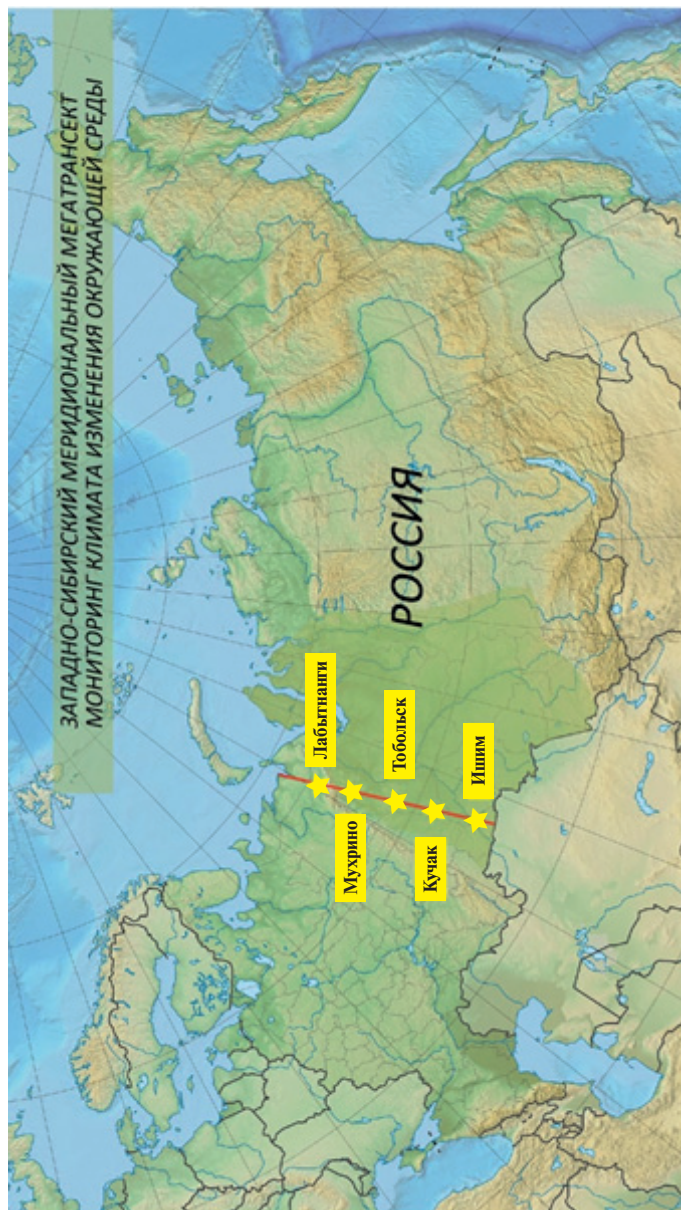 ЗАПАДНО-СИБИРСКИЙ МЕРИДИОНАЛЬНЫЙ МЕГАТРАНСЕКТ
МОНИТОРИНГ КЛИМАТА ИЗМЕНЕНИЯ ОКРУЖАЮЩЕЙ СРЕДЫ
РОССИЯ
Лабытнанги
Мухрино
Тобольск
Кучак
Ишим